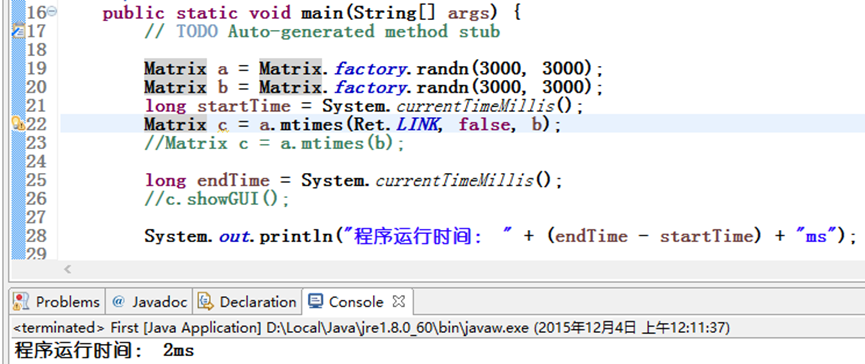 16 public static void main(String[] args) {
17 // TODO Auto-generated method stub
18
19 Matrix a = Matrix.factory.randn(3000, 3000);
20 Matrix b = Matrix.factory.randn(3000, 3000);
21 long startTime = System.currentTimeMillis();
22 Matrix c = a.mtimes(Ret.LINK, false, b);
23 //Matrix c = a.mtimes(b);
24
25 long endTime = System.currentTimeMillis();
26 //c.showGUI();
27
28 System.out.println("程序运行时间： " + (endTime - startTime) + "ms");
29
Problems @ Javadoc Declaration Console
<terminated> First [Java Application] D:\Local\Java\jre1.8.0_60\bin\javaw.exe (2015年12月4日 上午12:11:37)
程序运行时间： 2ms